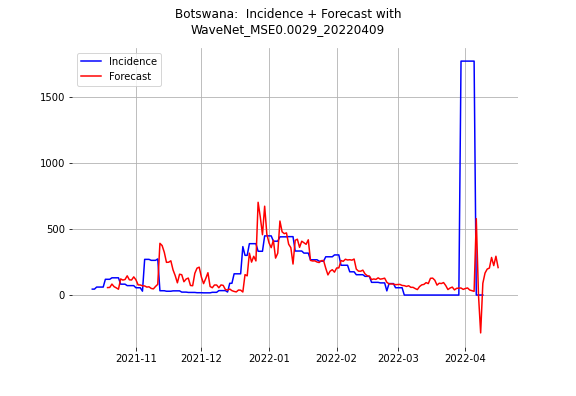 Botswana:  Incidence + Forecast with
WaveNet_MSE0.0029_20220409
Incidence
Forecast
1500
1000
500
0
2021-11
2021-12
2022-01
2022-02
2022-03
2022-04